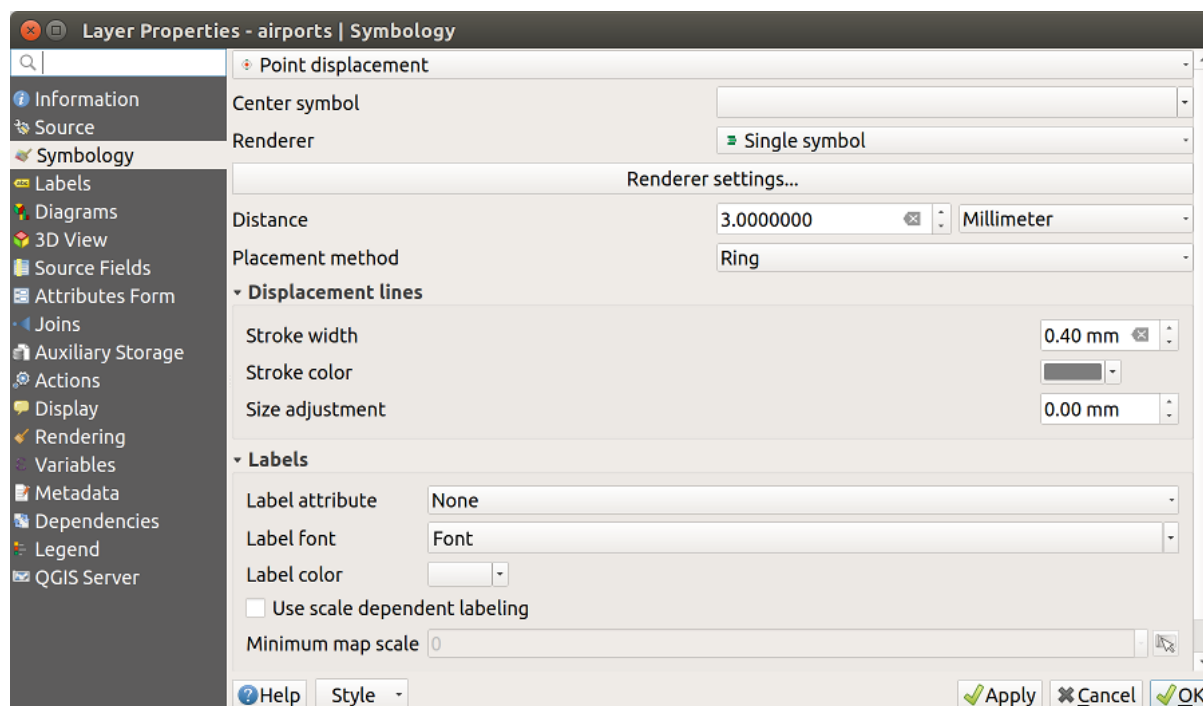 Layer Properties - airports | Symbology
Information
Source
Symbology
Labels
Diagrams
3D View
Source Fields
Attributes Form
Joins
Auxiliary Storage
Actions
Display
Rendering
Variables
Metadata
Dependencies
Legend
QGIS Server
Point displacement
Center symbol
Renderer Single symbol
Renderer settings...
Distance 3.0000000 Millimeter
Placement method Ring
Displacement lines
Stroke width 0.40 mm
Stroke color
Size adjustment 0.00 mm
Labels
Label attribute None
Label font Font
Label color
Use scale dependent labeling
Minimum map scale 0
Help Style Apply Cancel OK